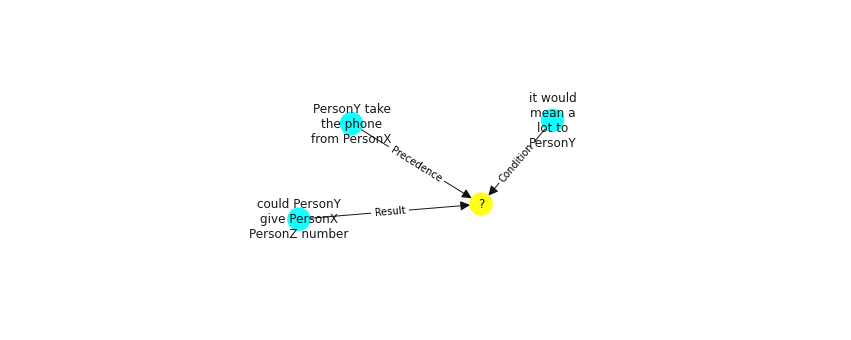 PersonY take
the phone
from PersonX
it would
mean a
lot to
PersonY
Precedence
Condition
?
could PersonY
give PersonX
PersonZ number
Result